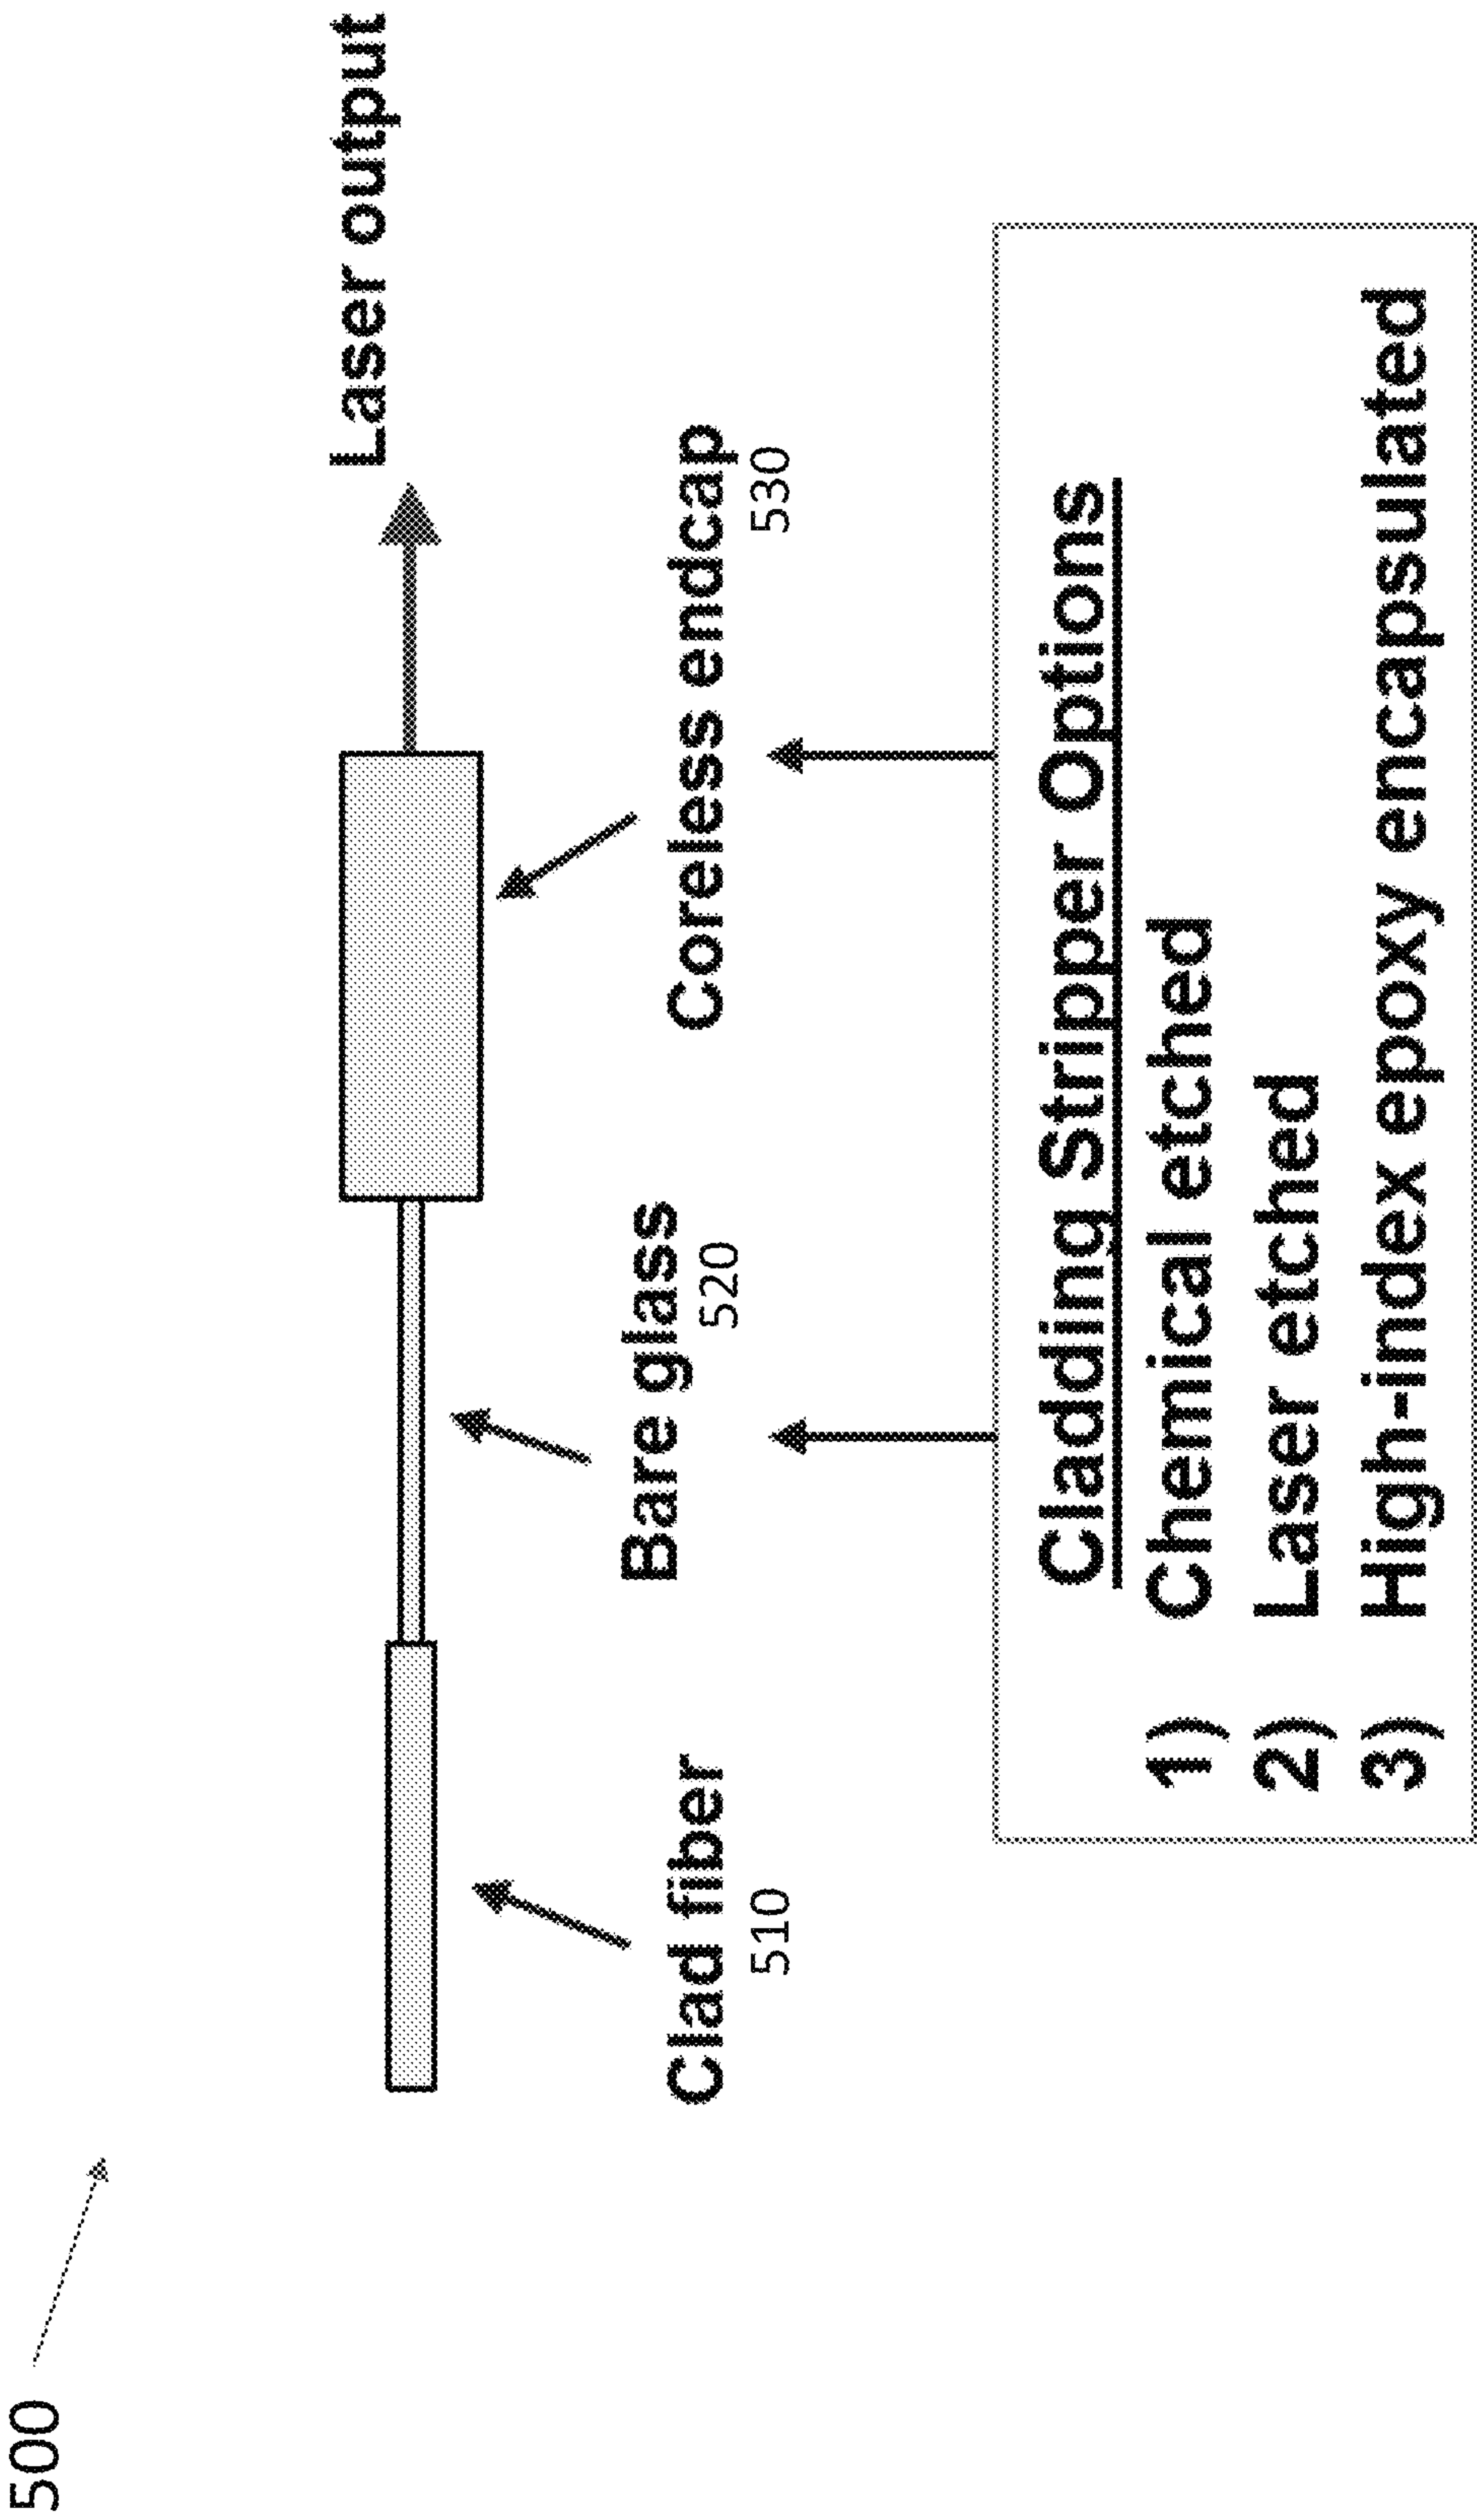 500
Laser output
Clad fiber
510
Bare glass
520
Coreless endcap
530
Cladding Stripper Options
1) Chemical etched
2) Laser etched
3) High-index epoxy encapsulated